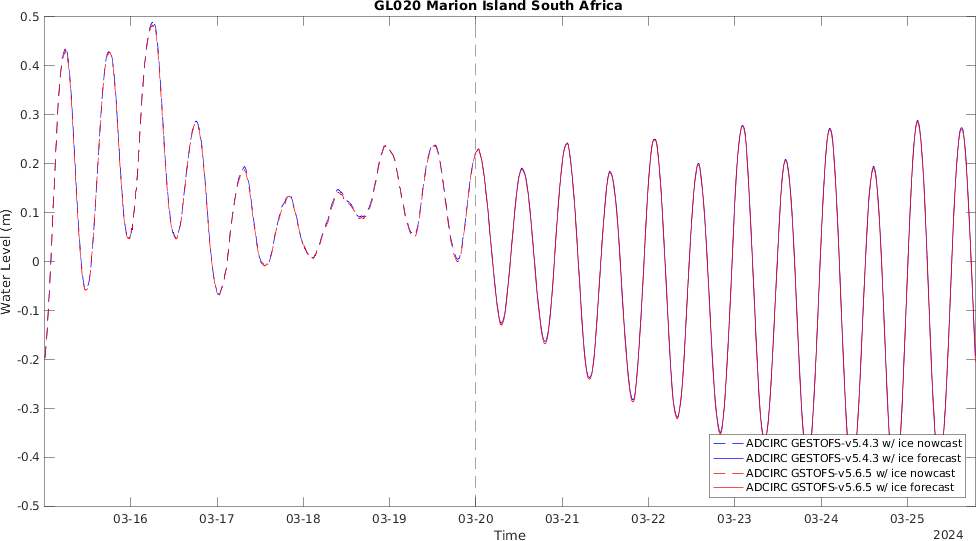 GL020 Marion Island South Africa
0.5
0.4
0.3
0.2
0.1
0
-0.1
-0.2
-0.3
-0.4
-0.5
Water Level (m)
ADCIRC GESTOFS-v5.4.3 w/ ice nowcast
ADCIRC GESTOFS-v5.4.3 w/ ice forecast
ADCIRC GSTOFS-v5.6.5 w/ ice nowcast
ADCIRC GSTOFS-v5.6.5 w/ ice forecast
03-16 03-17 03-18 03-19 03-20 03-21 03-22 03-23 03-24 03-25
Time
2024